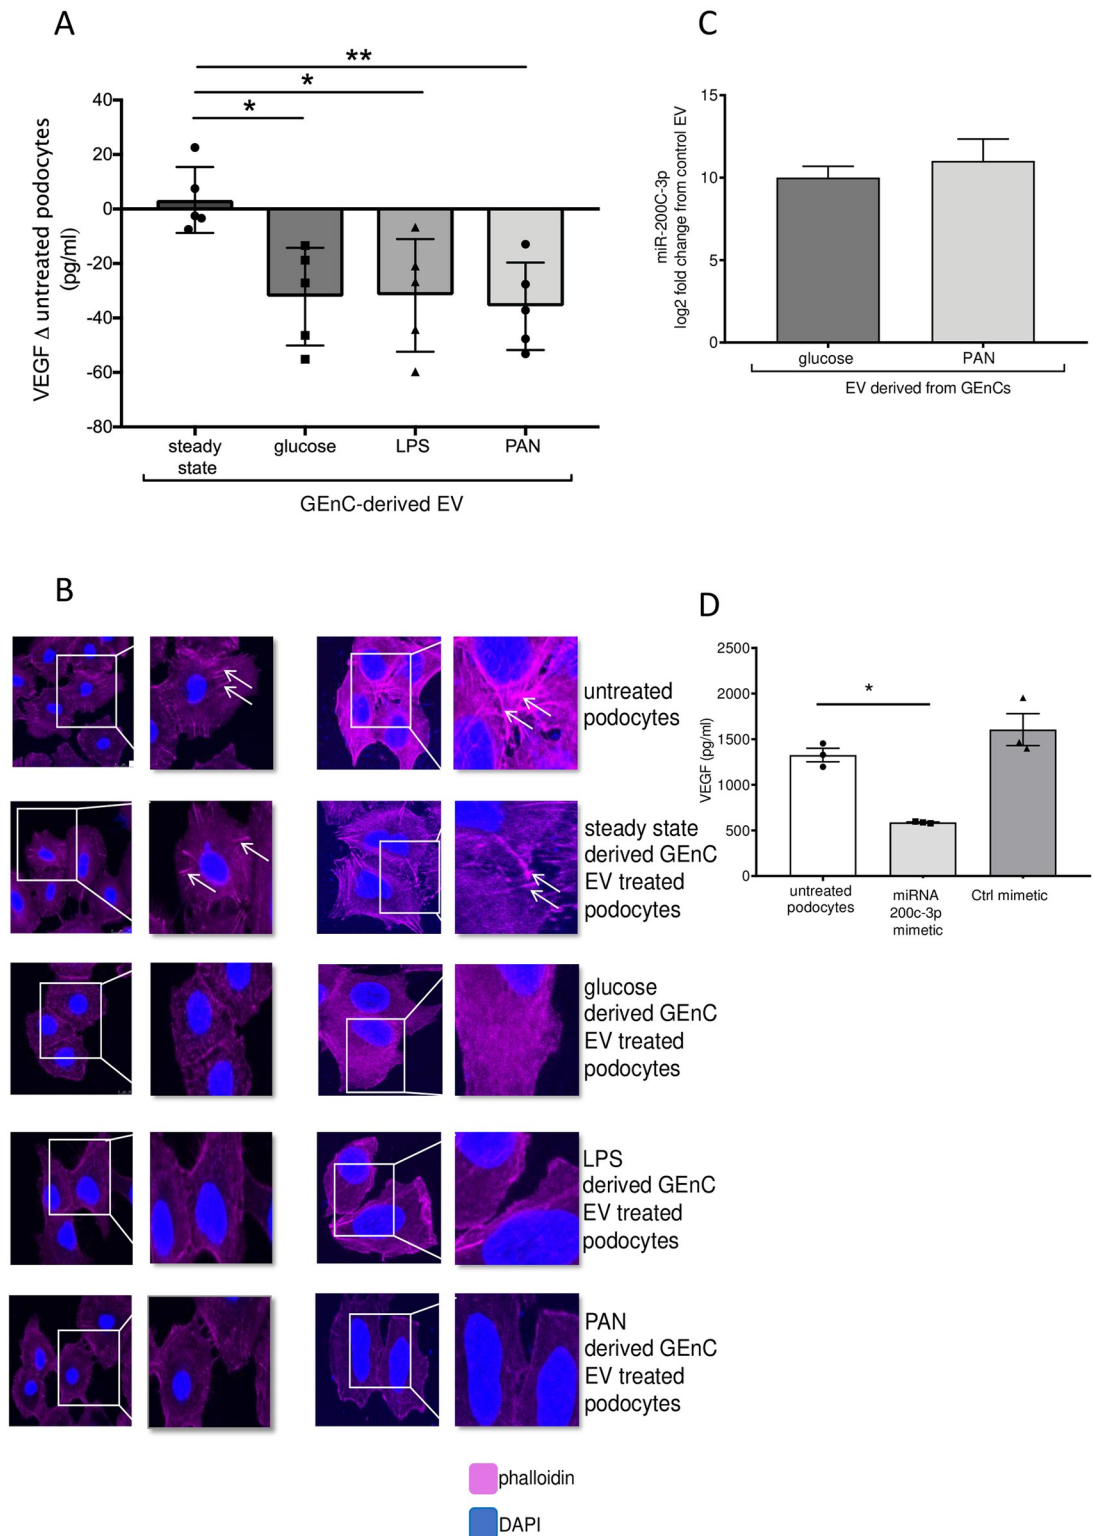 A
**
*
*
40
20
0
-20
-40
-60
-80
VEGF Δ untreated podocytes
(pg/ml)
steady
state
glucose
LPS
PAN
GEnC-derived EV
C
15
10
5
0
miR-200C-3p
log2 fold change from control EV
glucose
PAN
EV derived from GEnCs
B
untreated
podocytes
steady state
derived GEnC
EV treated
podocytes
glucose
derived GEnC
EV treated
podocytes
LPS
derived GEnC
EV treated
podocytes
PAN
derived GEnC
EV treated
podocytes
phalloidin
DAPI
D
2500
2000
1500
1000
500
0
VEGF (pg/ml)
*
untreated
podocytes
miRNA
200c-3p
mimetic
Ctrl mimetic